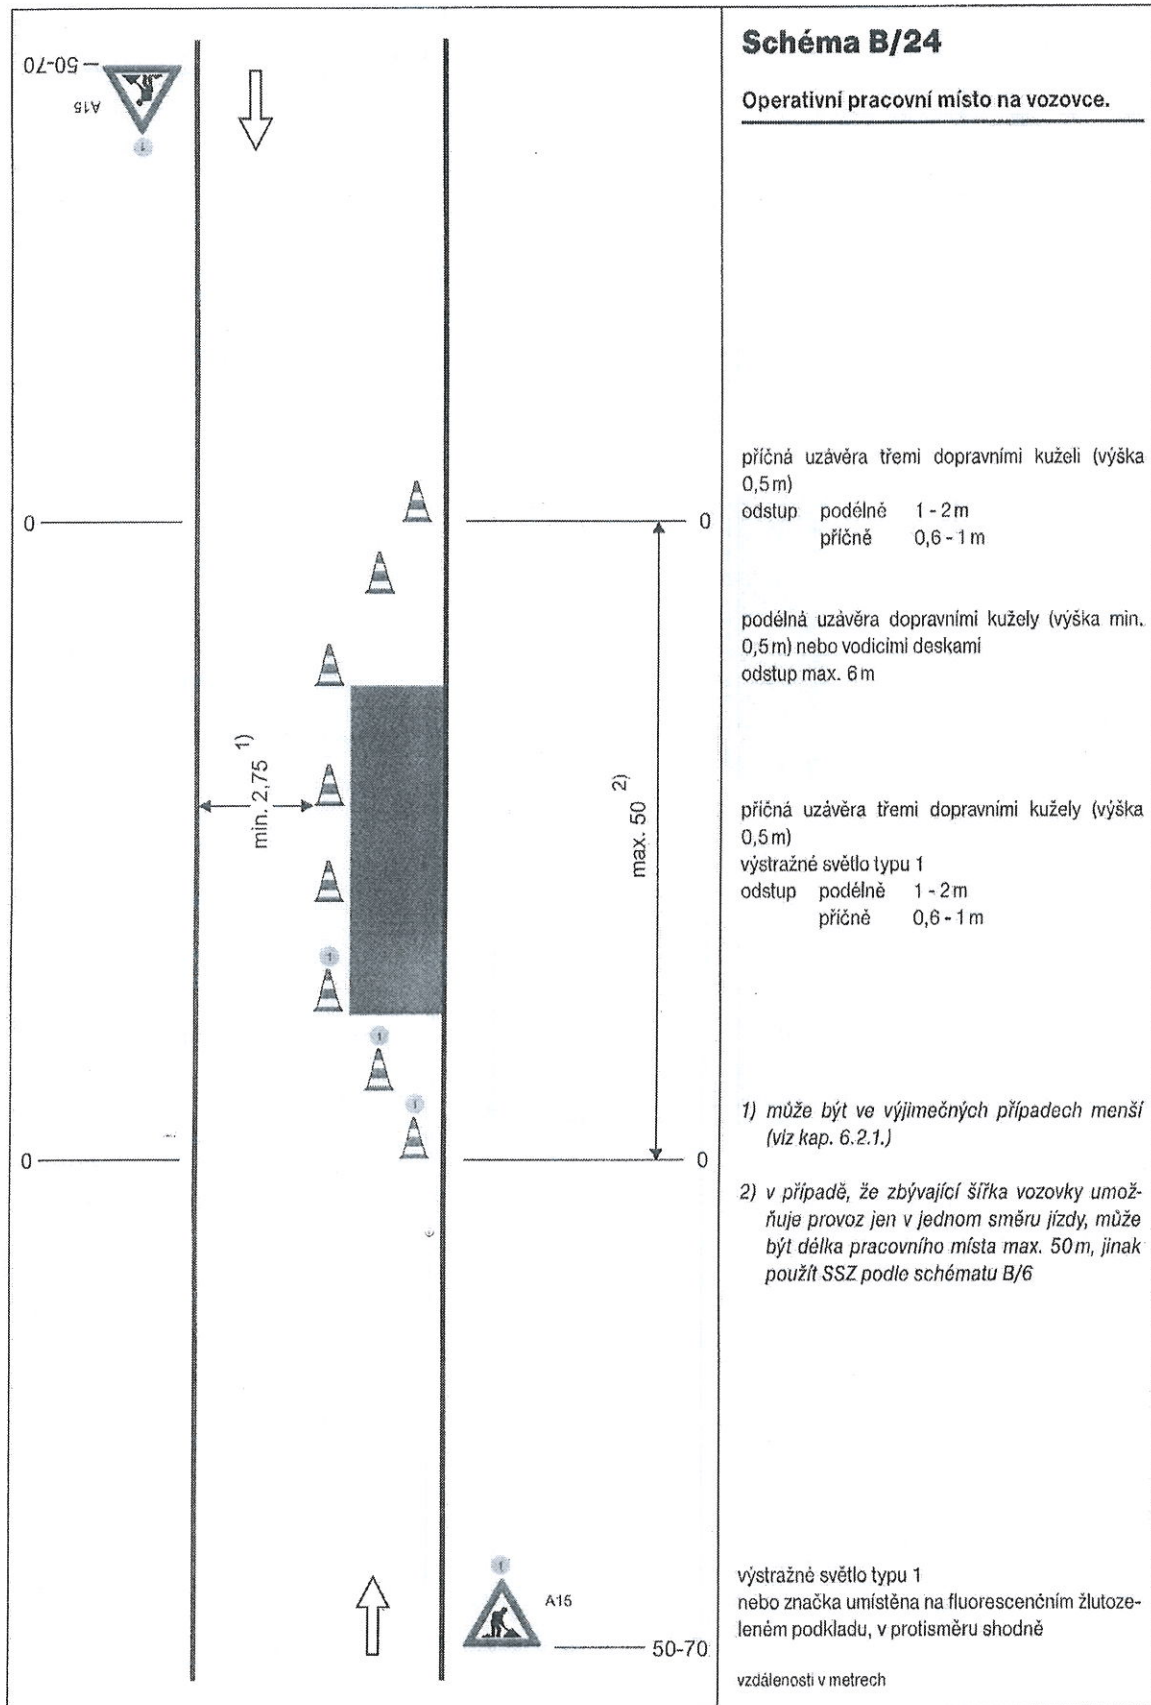 50-70
A15
1
0
0
min. 2,75 1)
max. 50 2)
1
1
1
0
0
1
A15
50-70
Schéma B/24
Operativní pracovní místo na vozovce.
příčná uzávěra třemi dopravními kuželi (výška
0,5 m)
odstup podélně 1 - 2 m
příčně 0,6 - 1 m
podélná uzávěra dopravními kužely (výška min.
0,5 m) nebo vodicími deskami
odstup max. 6 m
příčná uzávěra třemi dopravními kužely (výška
0,5 m)
výstražné světlo typu 1
odstup podélně 1 - 2 m
příčně 0,6 - 1 m
1) může být ve výjimečných případech menší
(viz kap. 6.2.1.)
2) v případě, že zbývající šířka vozovky umož-
ňuje provoz jen v jednom směru jízdy, může
být délka pracovního místa max. 50 m, jinak
použít SSZ podle schématu B/6
výstražné světlo typu 1
nebo značka umístěna na fluorescenčním žlutoze-
leném podkladu, v protisměru shodně
vzdálenosti v metrech